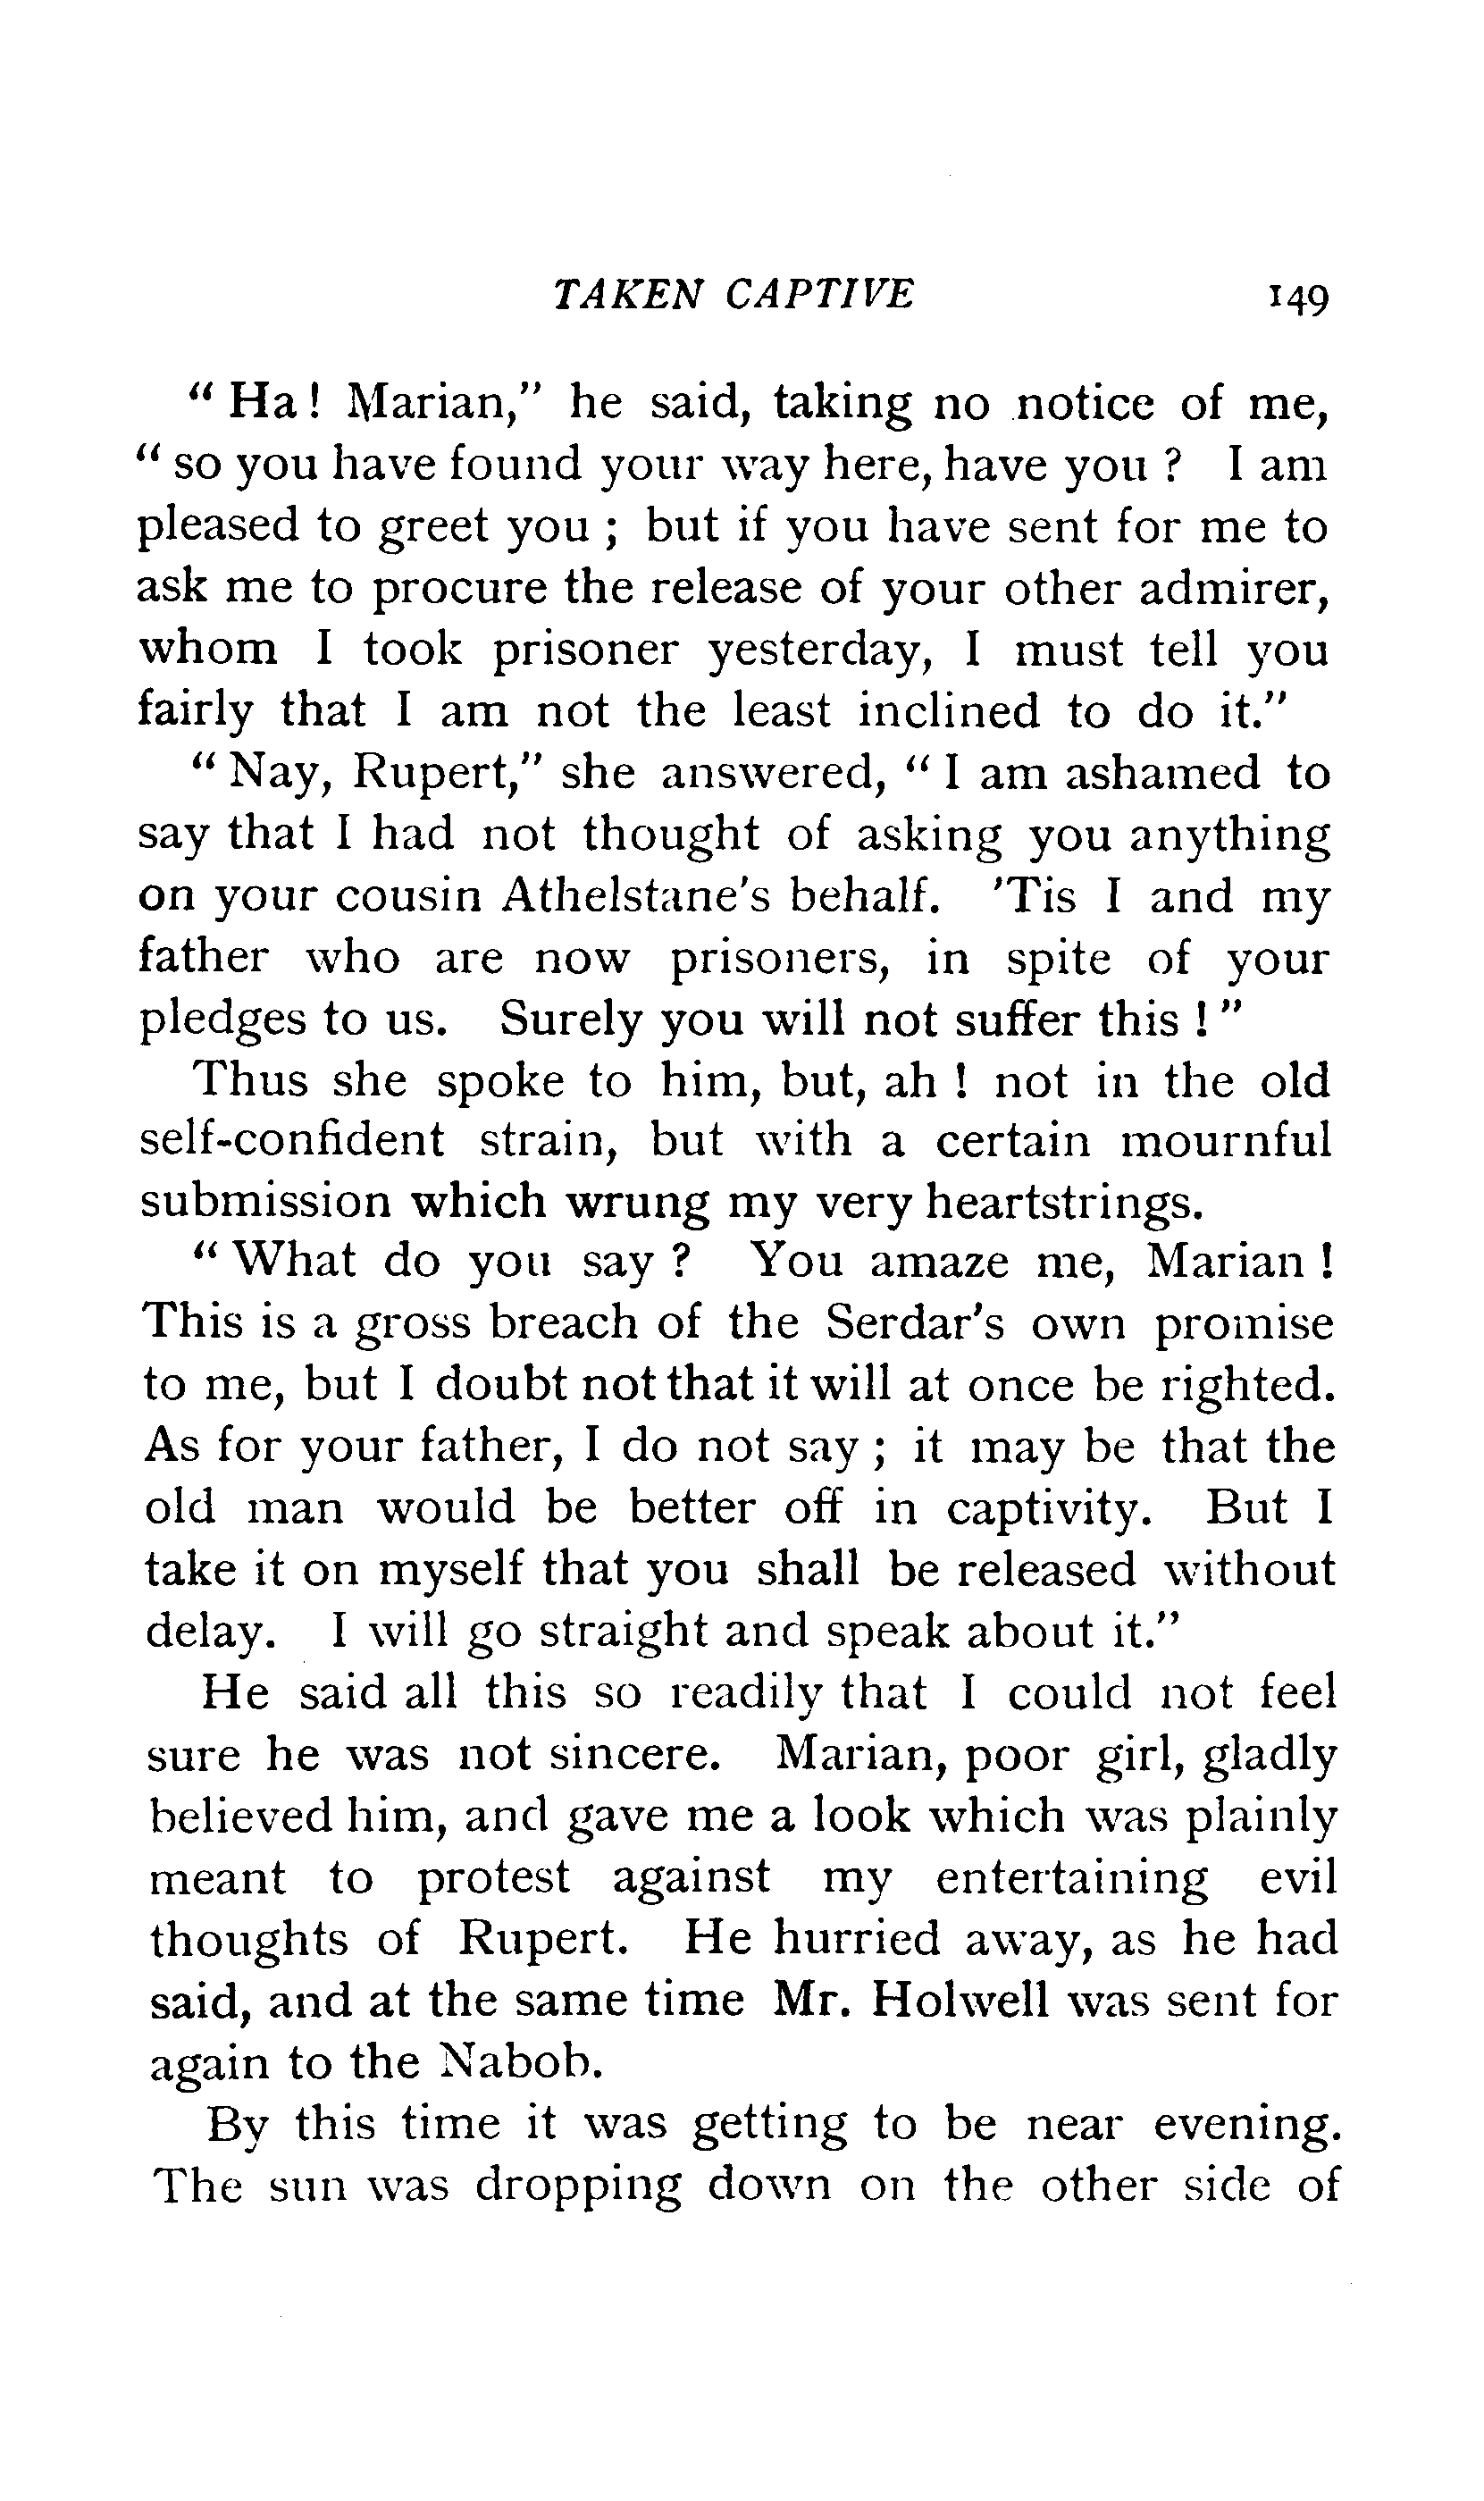 TAKEN CAPTIVE 149
" Ha! Marian," he said, taking no notice of me,
" so you have found your way here, have you ? I am
pleased to greet you ; but if you have sent for me to
ask me to procure the release of your other admirer,
whom I took prisoner yesterday, I must tell you
fairly that I am not the least inclined to do it."
" Nay, Rupert," she answered, " I am ashamed to
say that I had not thought of asking you anything
on your cousin Athelstane's behalf. 'Tis I and my
father who are now prisoners, in spite of your
pledges to us. Surely you will not suffer this ! "
Thus she spoke to him, but, ah ! not in the old
self-confident strain, but with a certain mournful
submission which wrung my very heartstrings.
" What do you say ? You amaze me, Marian !
This is a gross breach of the Serdar's own promise
to me, but I doubt not that it will at once be righted.
As for your father, I do not say ; it may be that the
old man would be better off in captivity. But I
take it on myself that you shall be released without
delay. I will go straight and speak about it."
He said all this so readily that I could not feel
sure he was not sincere. Marian, poor girl, gladly
believed him, and gave me a look which was plainly
meant to protest against my entertaining evil
thoughts of Rupert. He hurried away, as he had
said, and at the same time Mr. Holwell was sent for
again to the Nabob.
By this time it was getting to be near evening.
The sun was dropping down on the other side of